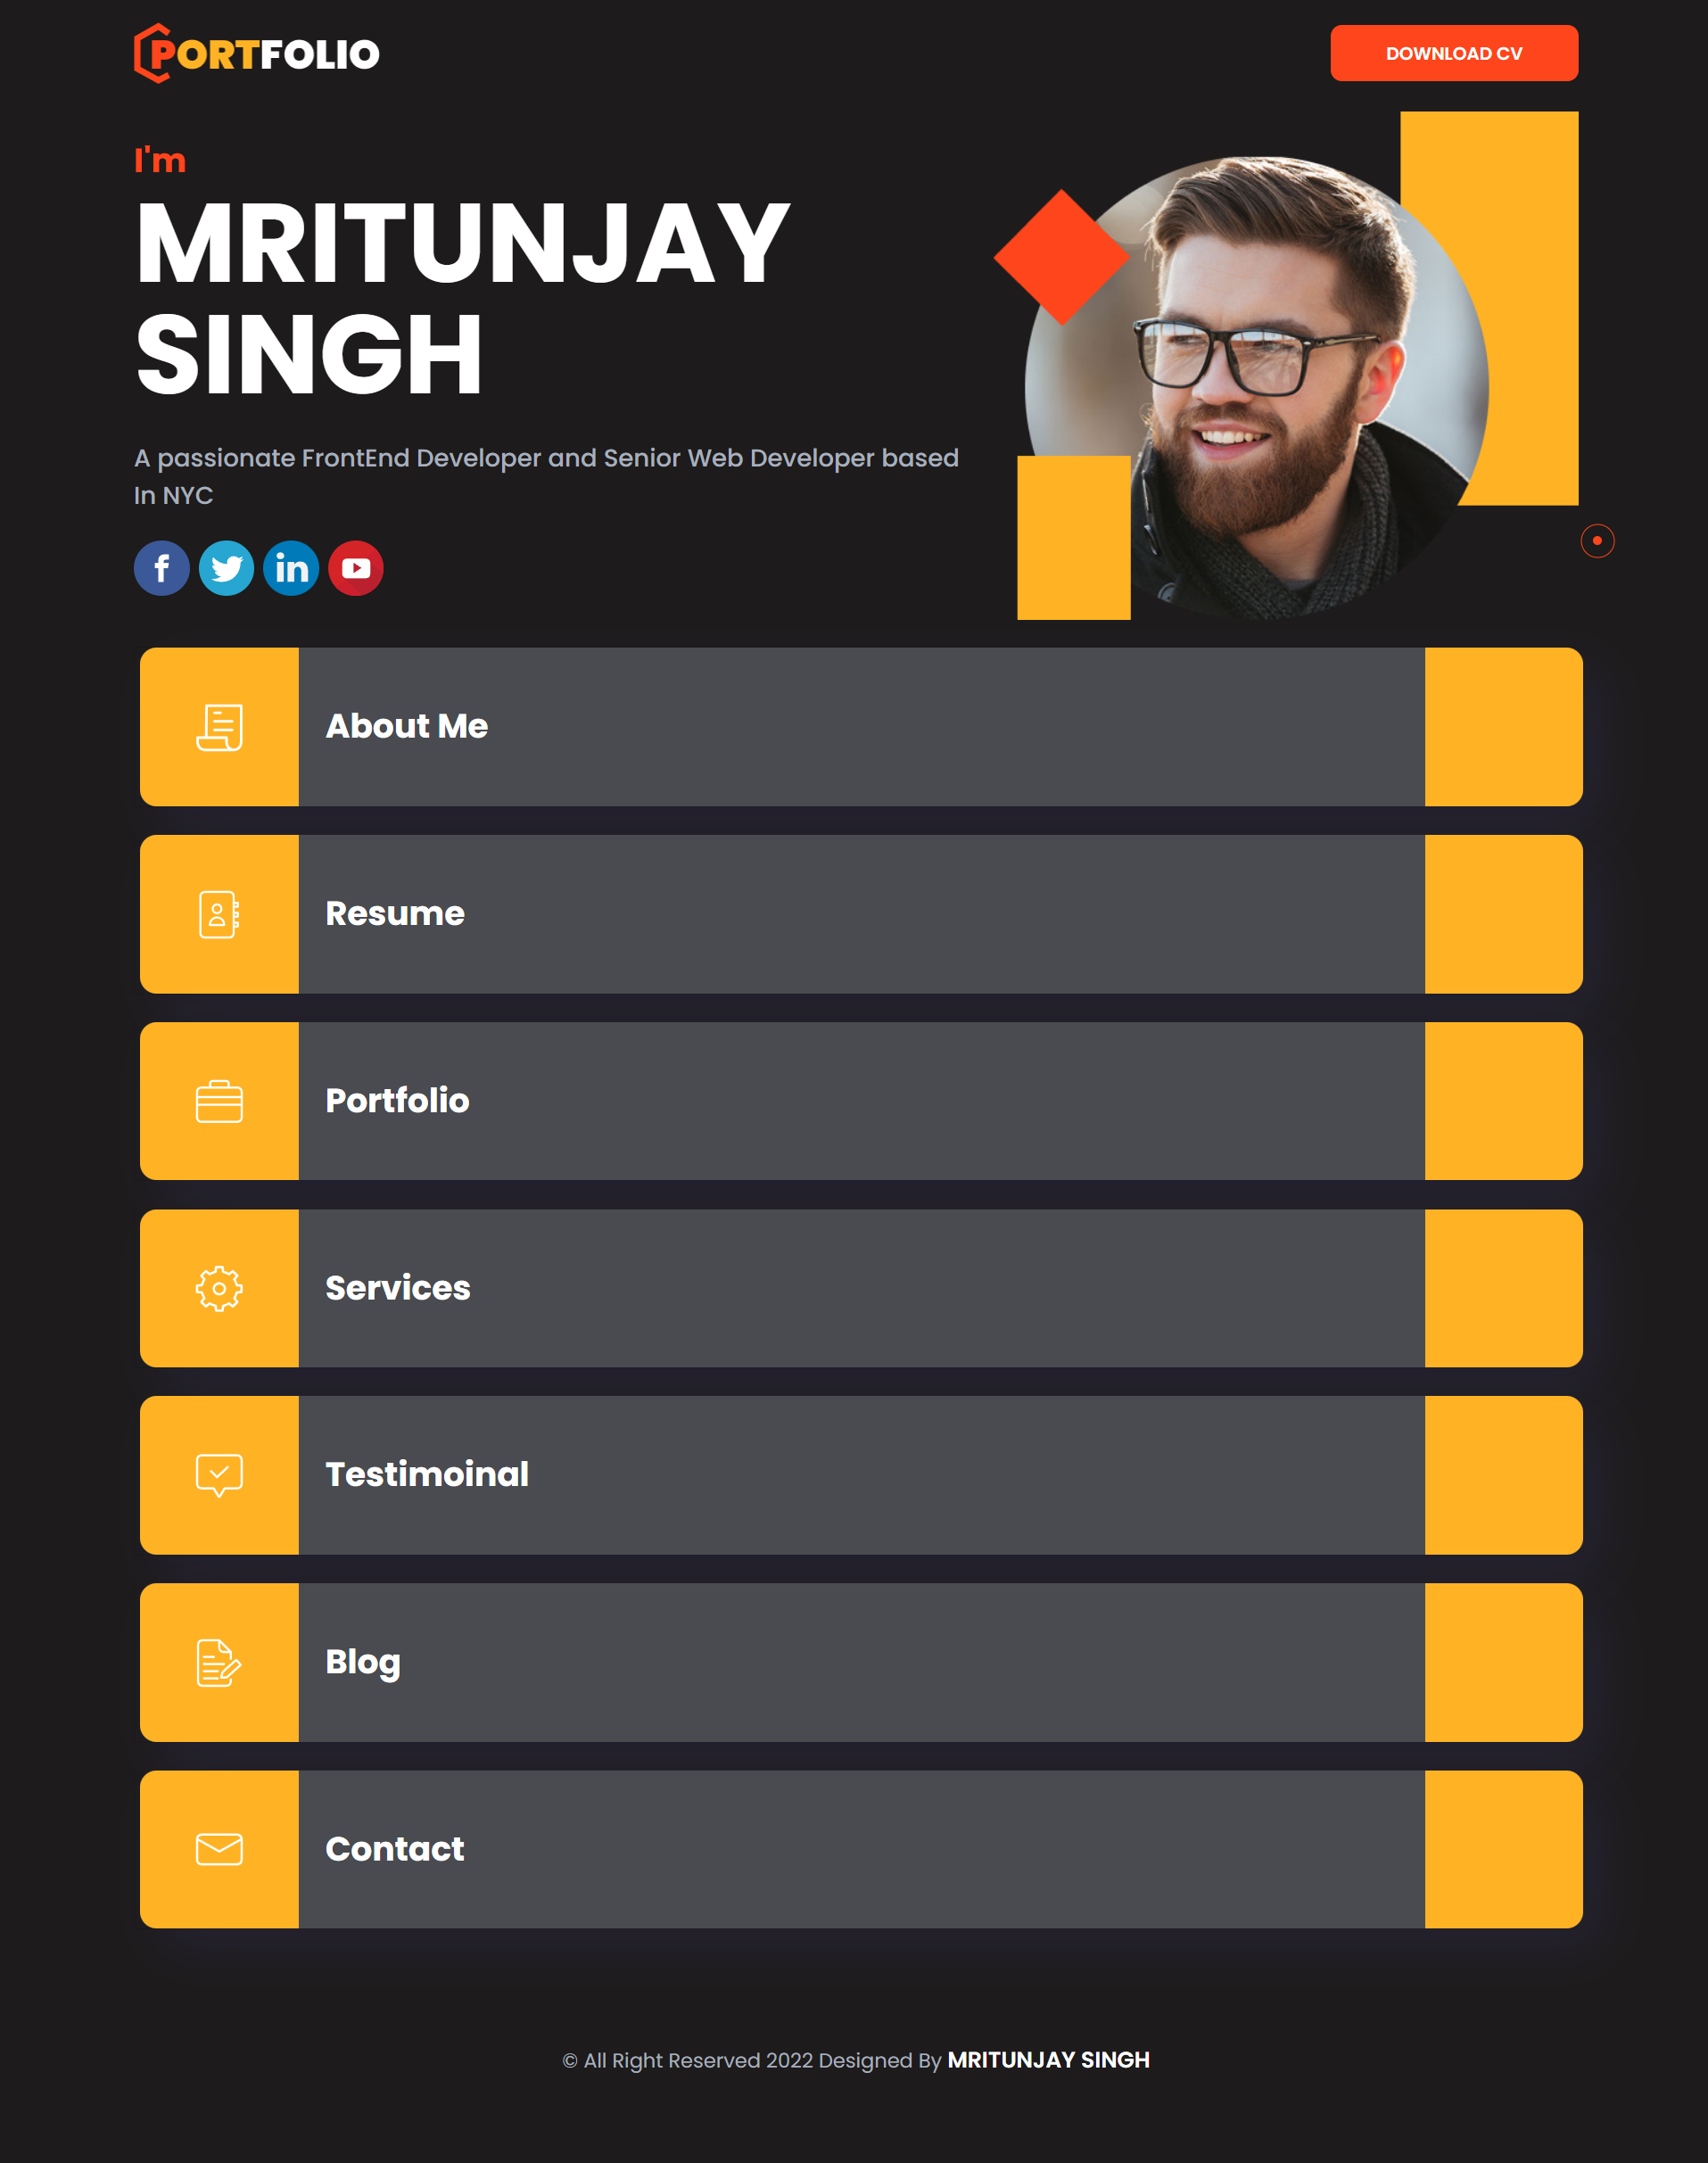 PORTFOLIO
DOWNLOAD CV
I'm
MRITUNJAY
SINGH
A passionate FrontEnd Developer and Senior Web Developer based
In NYC
About Me
Resume
Portfolio
Services
Testimoinal
Blog
Contact
© All Right Reserved 2022 Designed By MRITUNJAY SINGH